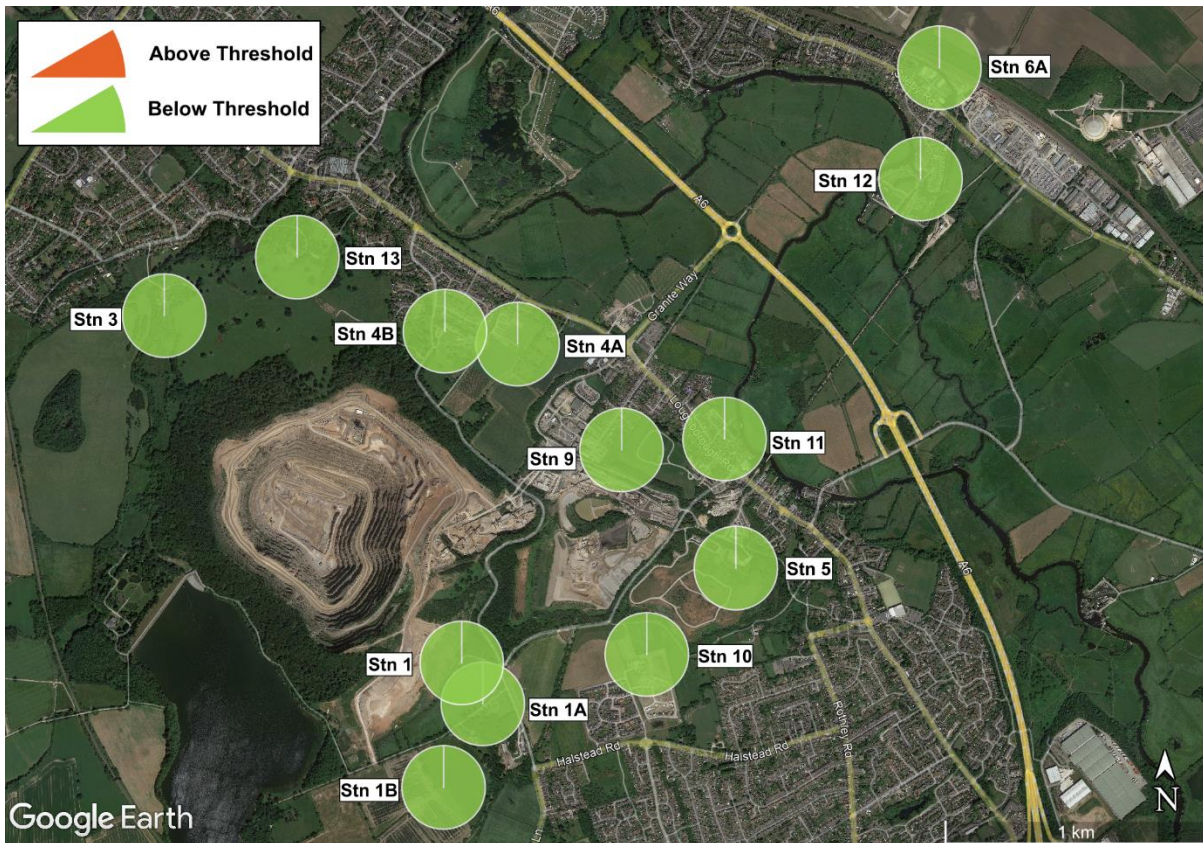 Above Threshold
Below Threshold
A6
Stn 6A
Stn 12
A6
Stn 13
Granite Way
Stn 3
Stn 4B
Stn 4A
Stn 11
Stn 9
Stn 5
A6
Stn 10
Stn 1
Stn 1A
Rothley Rd
Halstead Rd
Halstead Rd
Stn 1B
Google Earth
Ln
N
1 km